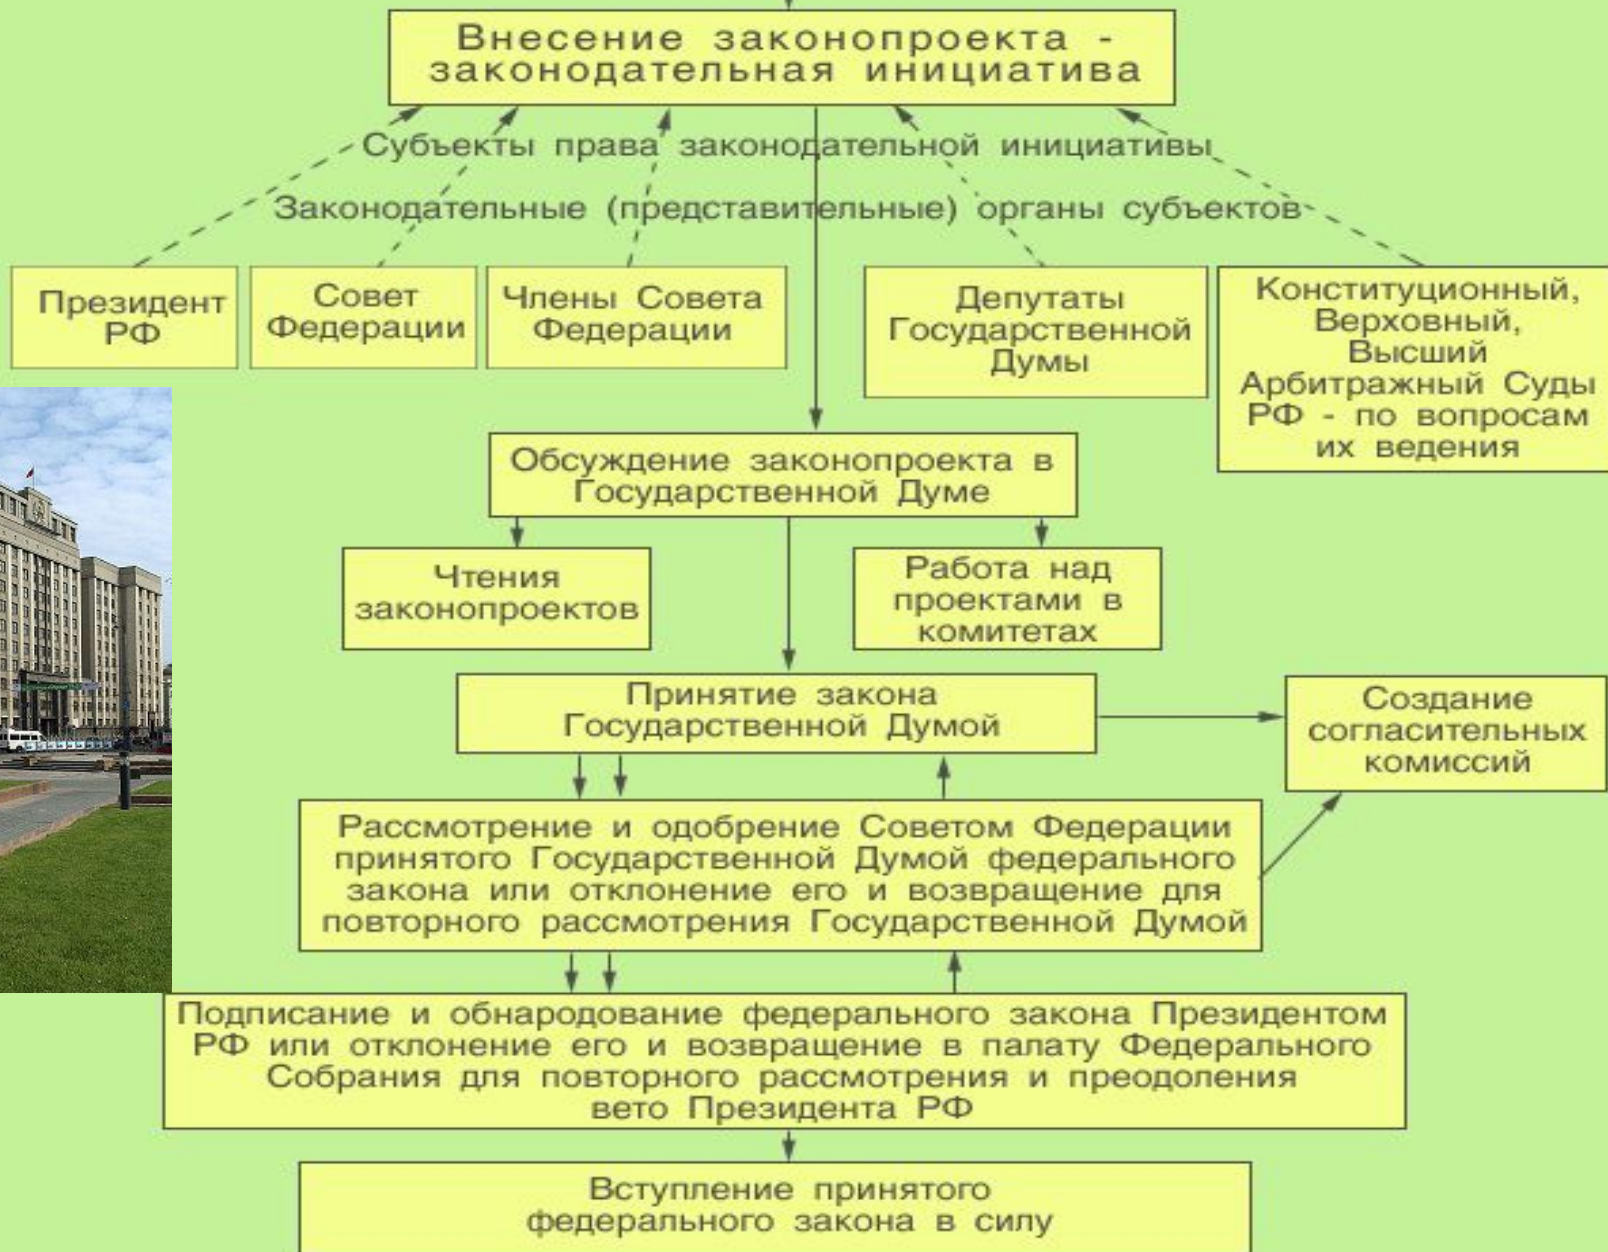 Внесение законопроекта -
законодательная инициатива
Субъекты права законодательной инициативы
Законодательные (представительные) органы субъектов
Президент
РФ
Совет
Федерации
Члены Совета
Федерации
Депутаты
Государственной
Думы
Конституционный,
Верховный,
Высший
Арбитражный Суды
РФ - по вопросам
их ведения
Обсуждение законопроекта в
Государственной Думе
Чтения
законопроектов
Работа над
проектами в
комитетах
Принятие закона
Государственной Думой
Создание
согласительных
комиссий
Рассмотрение и одобрение Советом Федерации
принятого Государственной Думой федерального
закона или отклонение его и возвращение для
повторного рассмотрения Государственной Думой
Подписание и обнародование федерального закона Президентом
РФ или отклонение его и возвращение в палату Федерального
Собрания для повторного рассмотрения и преодоления
вето Президента РФ
Вступление принятого
федерального закона в силу